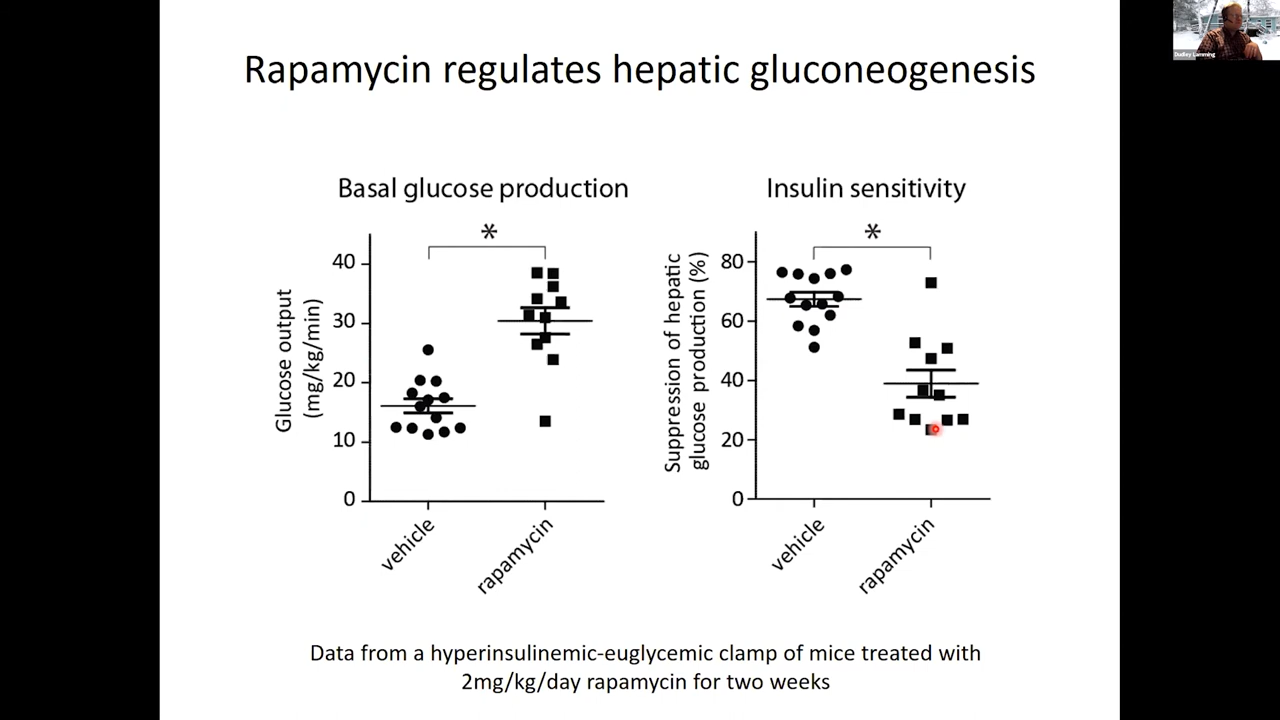 Dudley Lamming
Rapamycin regulates hepatic gluconeogenesis
Basal glucose production
*
Glucose output
(mg/kg/min)
40
30
20
10
0
vehicle
rapamycin
Insulin sensitivity
*
Suppression of hepatic
glucose production (%)
80
60
40
20
0
vehicle
rapamycin
Data from a hyperinsulinemic-euglycemic clamp of mice treated with
2mg/kg/day rapamycin for two weeks